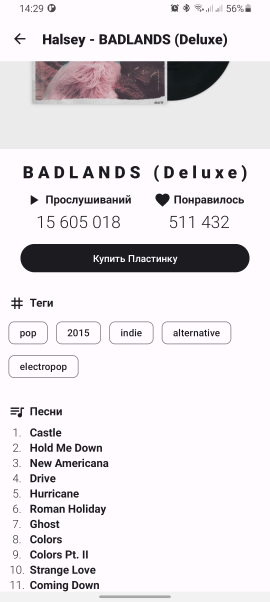 14:29
56%
Halsey - BADLANDS (Deluxe)
BADLANDS (Deluxe)
Прослушиваний
Понравилось
15 605 018
511 432
Купить Пластинку
Теги
pop
2015
indie
alternative
electropop
Песни
1. Castle
2. Hold Me Down
3. New Americana
4. Drive
5. Hurricane
6. Roman Holiday
7. Ghost
8. Colors
9. Colors Pt. II
10. Strange Love
11. Coming Down